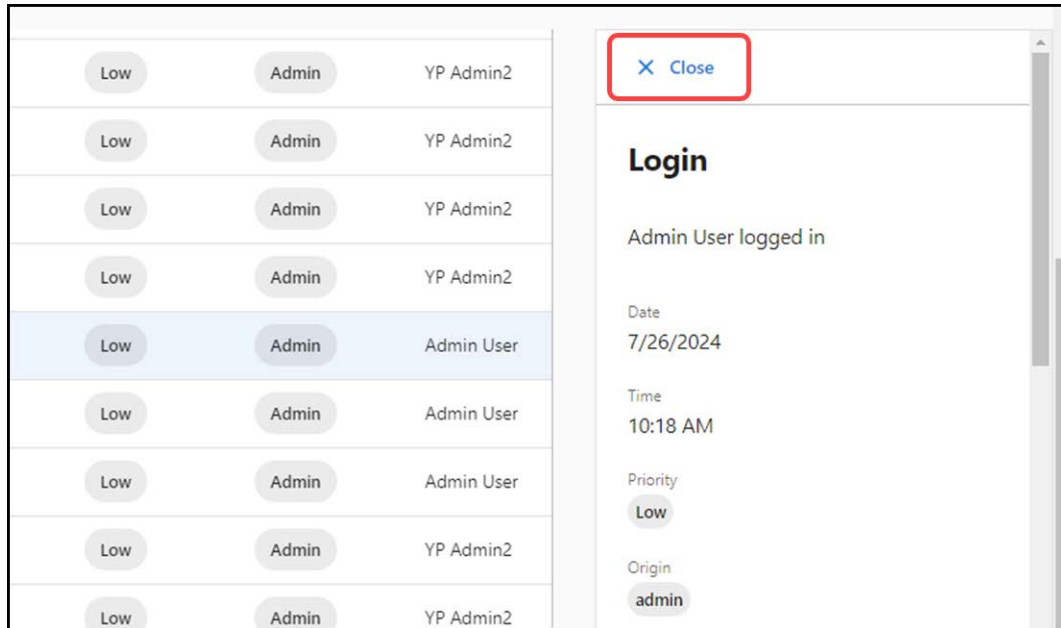 Low Admin YP Admin2
Low Admin YP Admin2
Low Admin YP Admin2
Low Admin YP Admin2
Low Admin Admin User
Low Admin Admin User
Low Admin Admin User
Low Admin YP Admin2
Low Admin YP Admin2
Close
Login
Admin User logged in
Date
7/26/2024
Time
10:18 AM
Priority
Low
Origin
admin